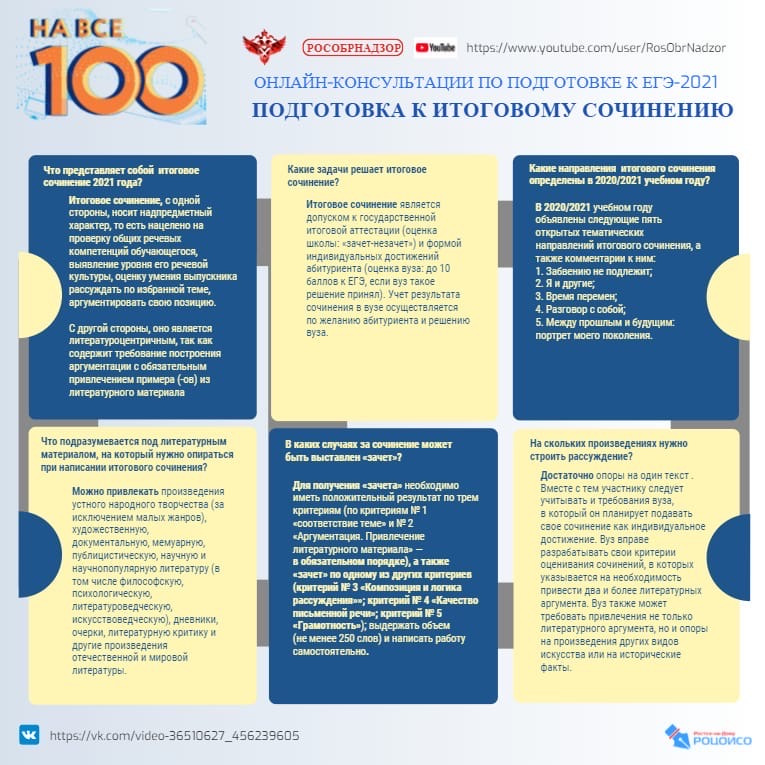 НА ВСЕ
100
РОСОБРНАДЗОР
YouTube
https://www.youtube.com/user/RosObrNadzor
ОНЛАЙН-КОНСУЛЬТАЦИИ ПО ПОДГОТОВКЕ К ЕГЭ-2021
ПОДГОТОВКА К ИТОГОВОМУ СОЧИНЕНИЮ
Что представляет собой итоговое
сочинение 2021 года?
Итоговое сочинение, с одной
стороны, носит надпредметный
характер, то есть нацелено на
проверку общих речевых
компетенций обучающегося,
выявление уровня его речевой
культуры, оценку умения выпускника
рассуждать по избранной теме,
аргументировать свою позицию.
С другой стороны, оно является
литературоцентричным, так как
содержит требование построения
аргументации с обязательным
привлечением примера (-ов) из
литературного материала
Какие задачи решает итоговое
сочинение?
Итоговое сочинение является
допуском к государственной
итоговой аттестации (оценка
школы: «зачет-незачет») и формой
индивидуальных достижений
абитуриента (оценка вуза: до 10
баллов к ЕГЭ, если вуз такое
решение принял). Учет результата
сочинения в вузе осуществляется
по желанию абитуриента и решению
вуза.
Какие направления итогового сочинения
определены в 2020/2021 учебном году?
В 2020/2021 учебном году
объявлены следующие пять
открытых тематических
направлений итогового сочинения, а
также комментарии к ним:
1. Забвению не подлежит;
2. Я и другие;
3. Время перемен;
4. Разговор с собой;
5. Между прошлым и будущим:
портрет моего поколения.
Что подразумевается под литературным
материалом, на который нужно опираться
при написании итогового сочинения?
Можно привлекать произведения
устного народного творчества (за
исключением малых жанров),
художественную,
документальную, мемуарную,
публицистическую, научную и
научнопопулярную литературу (в
том числе философскую,
психологическую,
литературоведческую,
искусствоведческую), дневники,
очерки, литературную критику и
другие произведения
отечественной и мировой
литературы.
В каких случаях за сочинение может
быть выставлен «зачет»?
Для получения «зачета» необходимо
иметь положительный результат по трем
критериям (по критериям № 1
«соответствие теме» и № 2
«Аргументация. Привлечение
литературного материала» —
в обязательном порядке), а также
«зачет» по одному из других критериев
(критерий № 3 «Композиция и логика
рассуждения»»; критерий № 4 «Качество
письменной речи»; критерий № 5
«Грамотность»); выдержать объем
(не менее 250 слов) и написать работу
самостоятельно.
На скольких произведениях нужно
строить рассуждение?
Достаточно опоры на один текст .
Вместе с тем участнику следует
учитывать и требования вуза,
в который он планирует подавать
свое сочинение как индивидуальное
достижение. Вуз вправе
разрабатывать свои критерии
оценивания сочинений, в которых
указывается на необходимость
привести два и более литературных
аргумента. Вуз также может
требовать привлечения не только
литературного аргумента, но и опоры
на произведения других видов
искусства или на исторические
факты.
https://vk.com/video-36510627_456239605
Ростов-на-Дону
РОЦОИСО